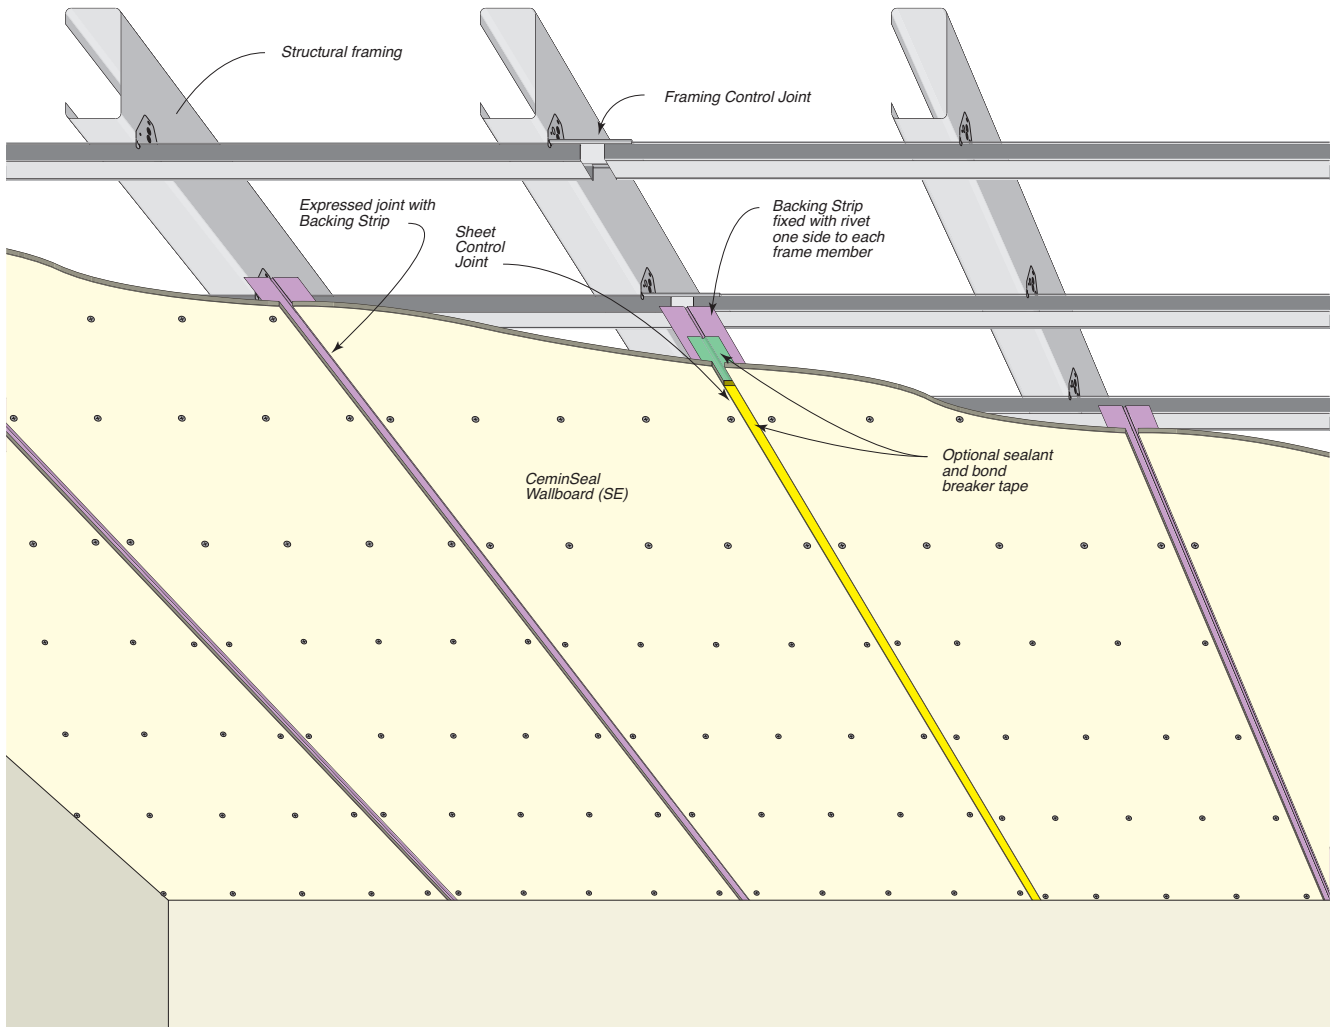 Structural framing
Framing Control Joint
Expressed joint with
Backing Strip
Sheet
Control
Joint
Backing Strip
fixed with rivet
one side to each
frame member
Optional sealant
and bond
breaker tape
CeminSeal
Wallboard (SE)